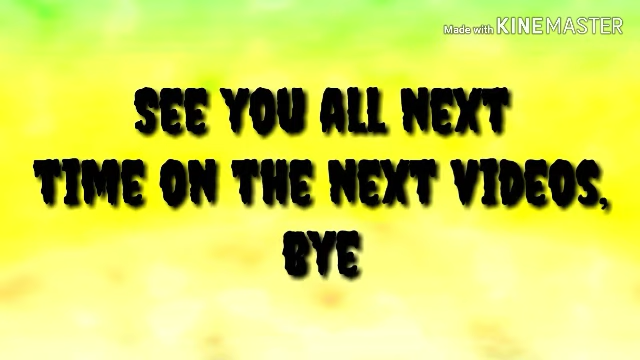 Made with KINEMASTER
SEE YOU ALL NEXT
TIME ON THE NEXT VIDEOS,
BYE